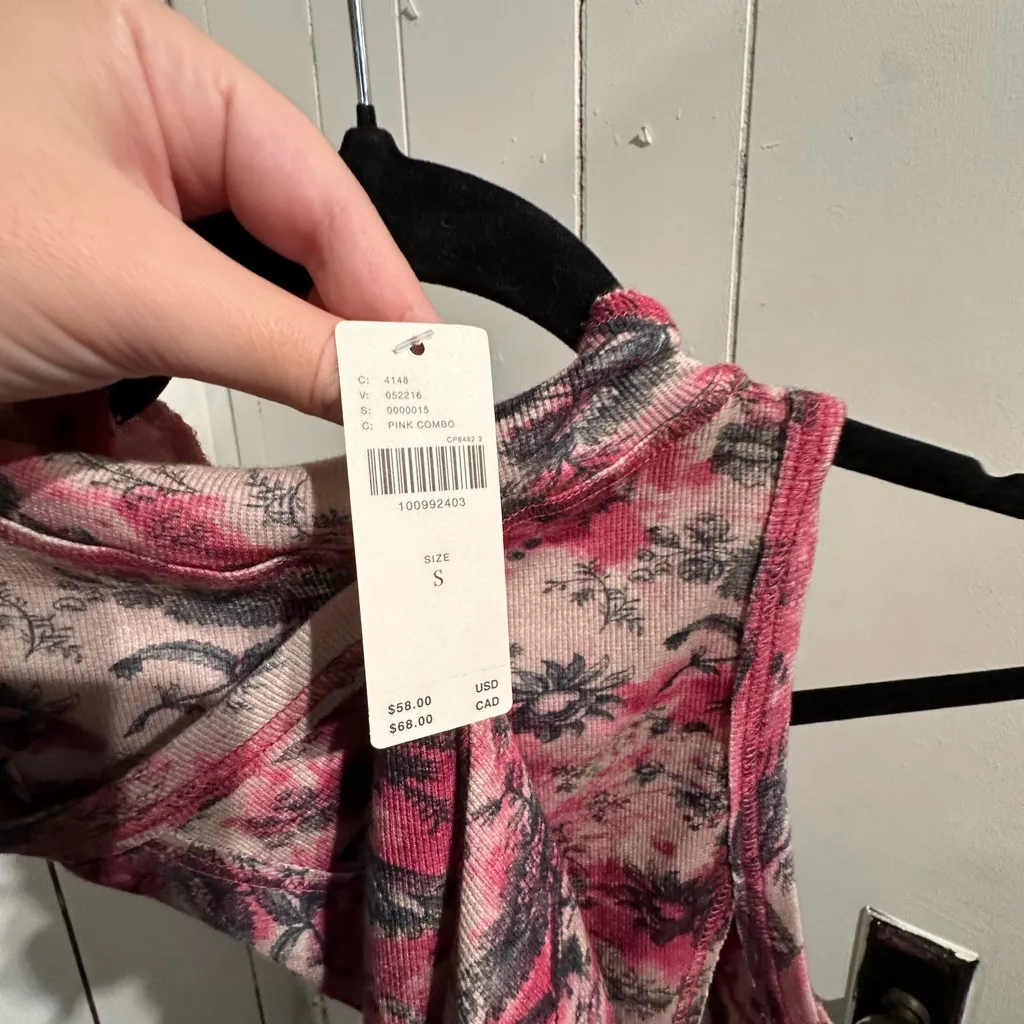 C: 4148
V: 052216
S: 0000015
C: PINK COMBO
CP8482 3
100992403
SIZE
S
$58.00 USD
$68.00 CAD